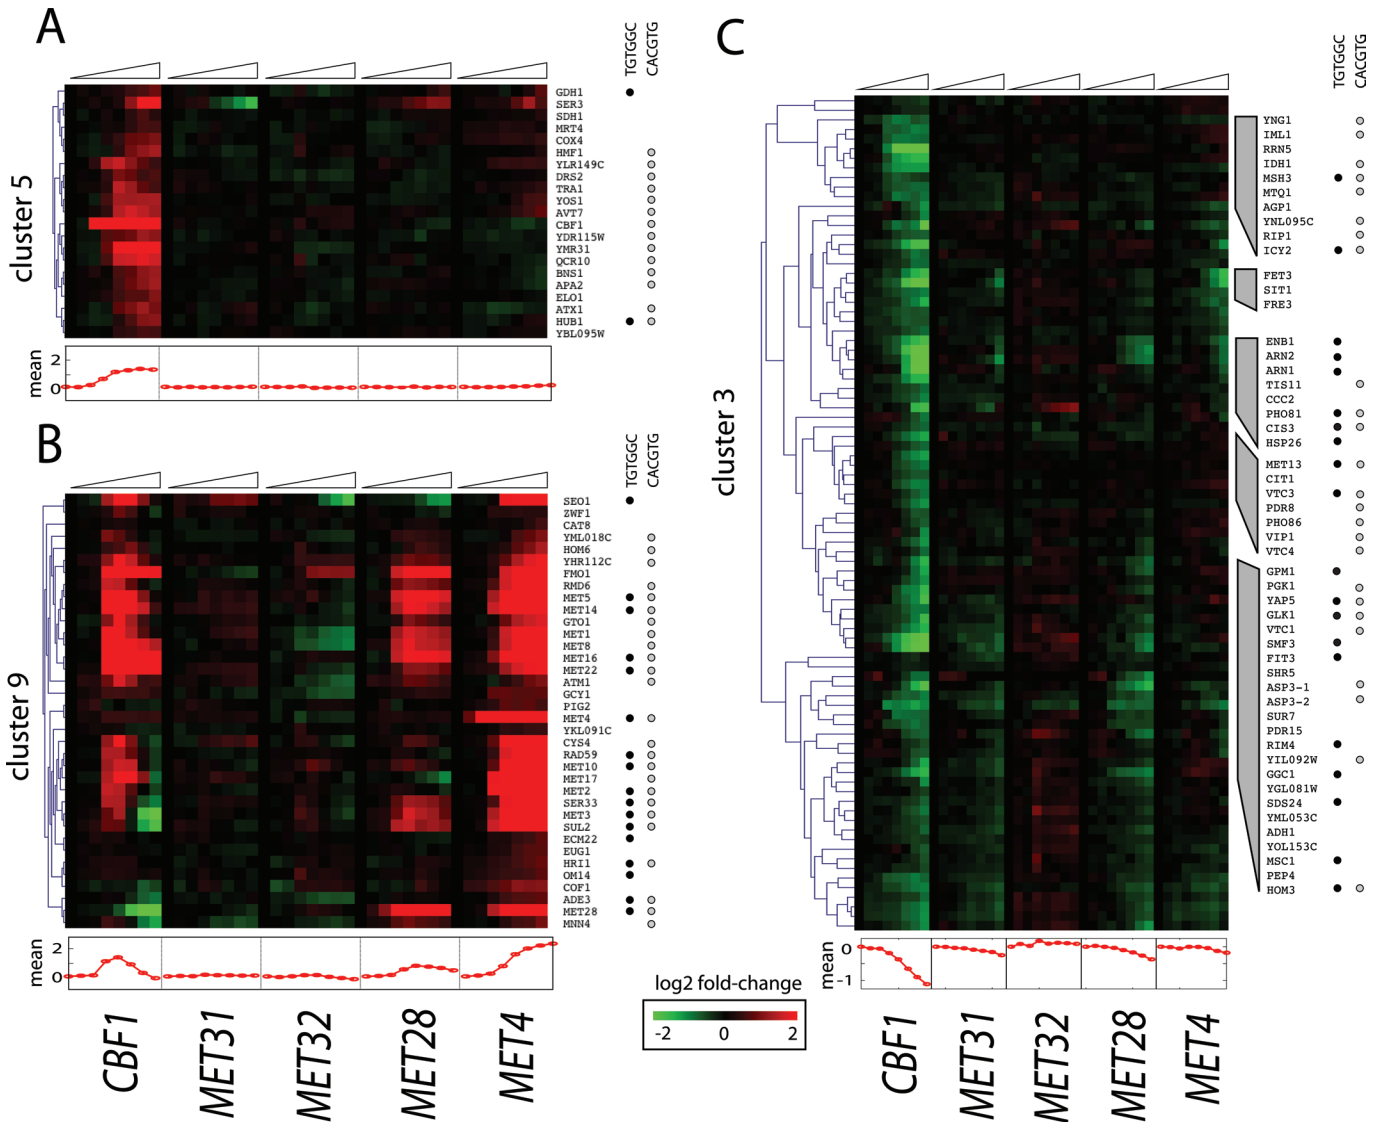 A
TGTGGC
CACGTG
cluster 5
GDH1
SER3
SDH1
MRT4
COX4
HMF1
YLR149C
DRS2
TRA1
YOS1
AVT7
CBF1
YDR115W
YMR31
QCR10
BNS1
APA2
ELO1
ATX1
HUB1
YBL095W
mean
2
0
B
TGTGGC
CACGTG
cluster 9
SEO1
ZWF1
CAT8
YML018C
HOM6
YHR112C
FMO1
RMD6
MET5
MET14
GTO1
MET1
MET8
MET16
MET22
ATM1
GCY1
PIG2
MET4
YKL091C
CYS4
RAD59
MET10
MET17
MET2
SER33
MET3
SUL2
ECM22
EUG1
HRI1
OM14
COF1
ADE3
MET28
MNN4
mean
2
0
CBF1
MET31
MET32
MET28
MET4
log2 fold-change
-2
0
2
C
TGTGGC
CACGTG
cluster 3
YNG1
IML1
RRN5
IDH1
MSH3
MTQ1
AGP1
YNL095C
RIP1
ICY2
FET3
SIT1
FRE3
ENB1
ARN2
ARN1
TIS11
CCC2
PHO81
CIS3
HSP26
MET13
CIT1
VTC3
PDR8
PHO86
VIP1
VTC4
GPM1
PGK1
YAP5
GLK1
VTC1
SMF3
FIT3
SHR5
ASP3-1
ASP3-2
SUR7
PDR15
RIM4
YIL092W
GGC1
YGL081W
SDS24
YML053C
ADH1
YOL153C
MSC1
PEP4
HOM3
mean
0
-1
CBF1
MET31
MET32
MET28
MET4